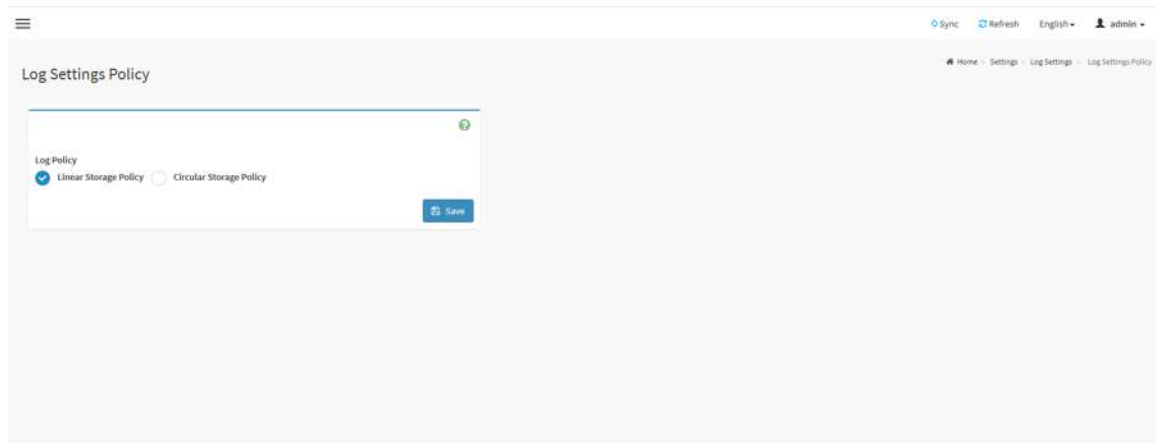 Sync Refresh English admin
Home Settings Log Settings Log Settings Policy
Log Settings Policy
Log Policy
Linear Storage Policy Circular Storage Policy
Save